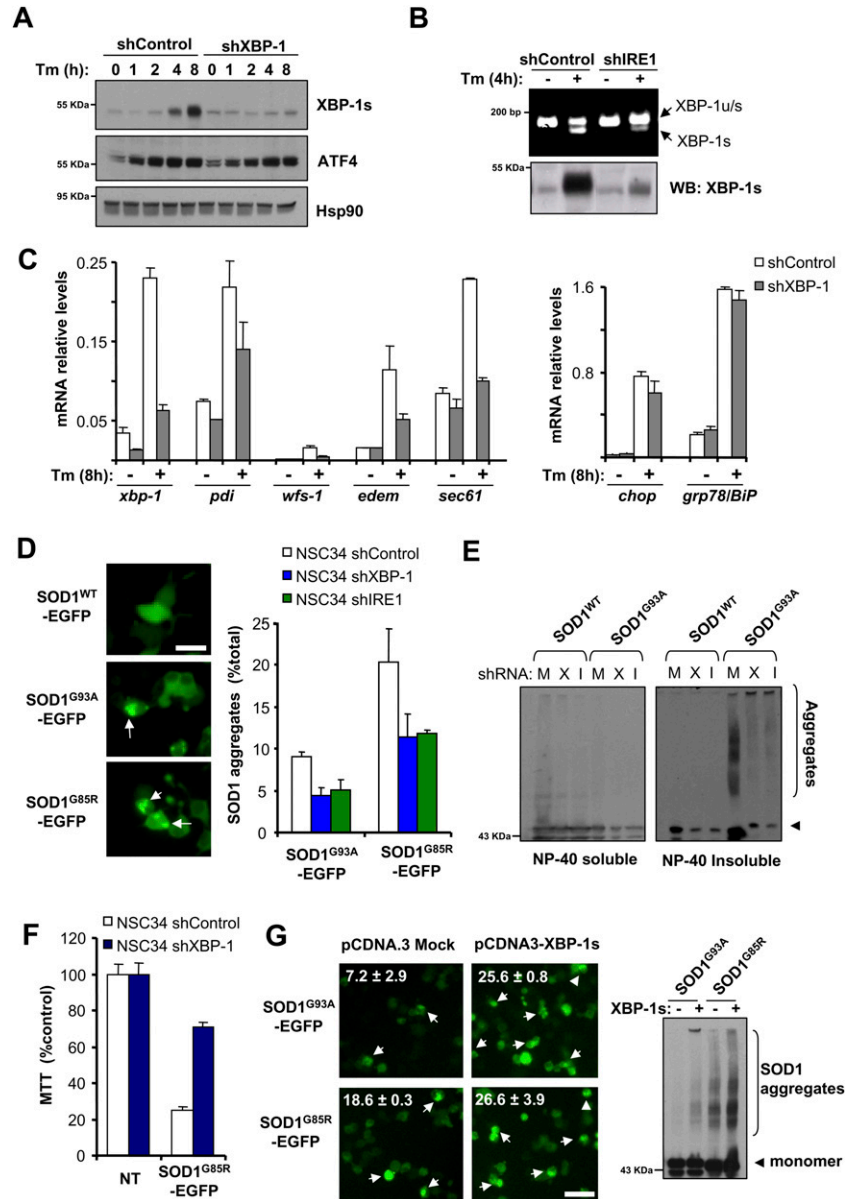 A
shControl shXBP-1
Tm (h): 0 1 2 4 8 0 1 2 4 8
55 KDa
XBP-1s
55 KDa
ATF4
95 KDa
Hsp90
B
shControl shIRE1
Tm (4h): - + - +
200 bp
XBP-1u/s
XBP-1s
55 KDa
WB: XBP-1s
C
mRNA relative levels
0.25
0.15
0.05
Tm (8h): - + - + - + - + - +
xbp-1 pdi wfs-1 edem sec61
shControl
shXBP-1
mRNA relative levels
1.6
0.8
Tm (8h): - + - +
chop grp78/BiP
D
SOD1WT
-EGFP
SOD1G93A
-EGFP
SOD1G85R
-EGFP
NSC34 shControl
NSC34 shXBP-1
NSC34 shIRE1
SOD1 aggregates (%total)
25
20
15
10
5
0
SOD1G93A
-EGFP
SOD1G85R
-EGFP
E
SOD1WT SOD1G93A SOD1WT SOD1G93A
shRNA: M X I M X I M X I M X I
Aggregates
43 KDa
NP-40 soluble NP-40 Insoluble
F
NSC34 shControl
NSC34 shXBP-1
MTT (%control)
120
100
80
60
40
20
0
NT
SOD1G85R
-EGFP
G
pCDNA.3 Mock pCDNA3-XBP-1s
SOD1G93A
-EGFP
7.2 ± 2.9 25.6 ± 0.8
SOD1G85R
-EGFP
18.6 ± 0.3 26.6 ± 3.9
SOD1G93A SOD1G85R
XBP-1s: - + - +
SOD1
aggregates
monomer
43 KDa